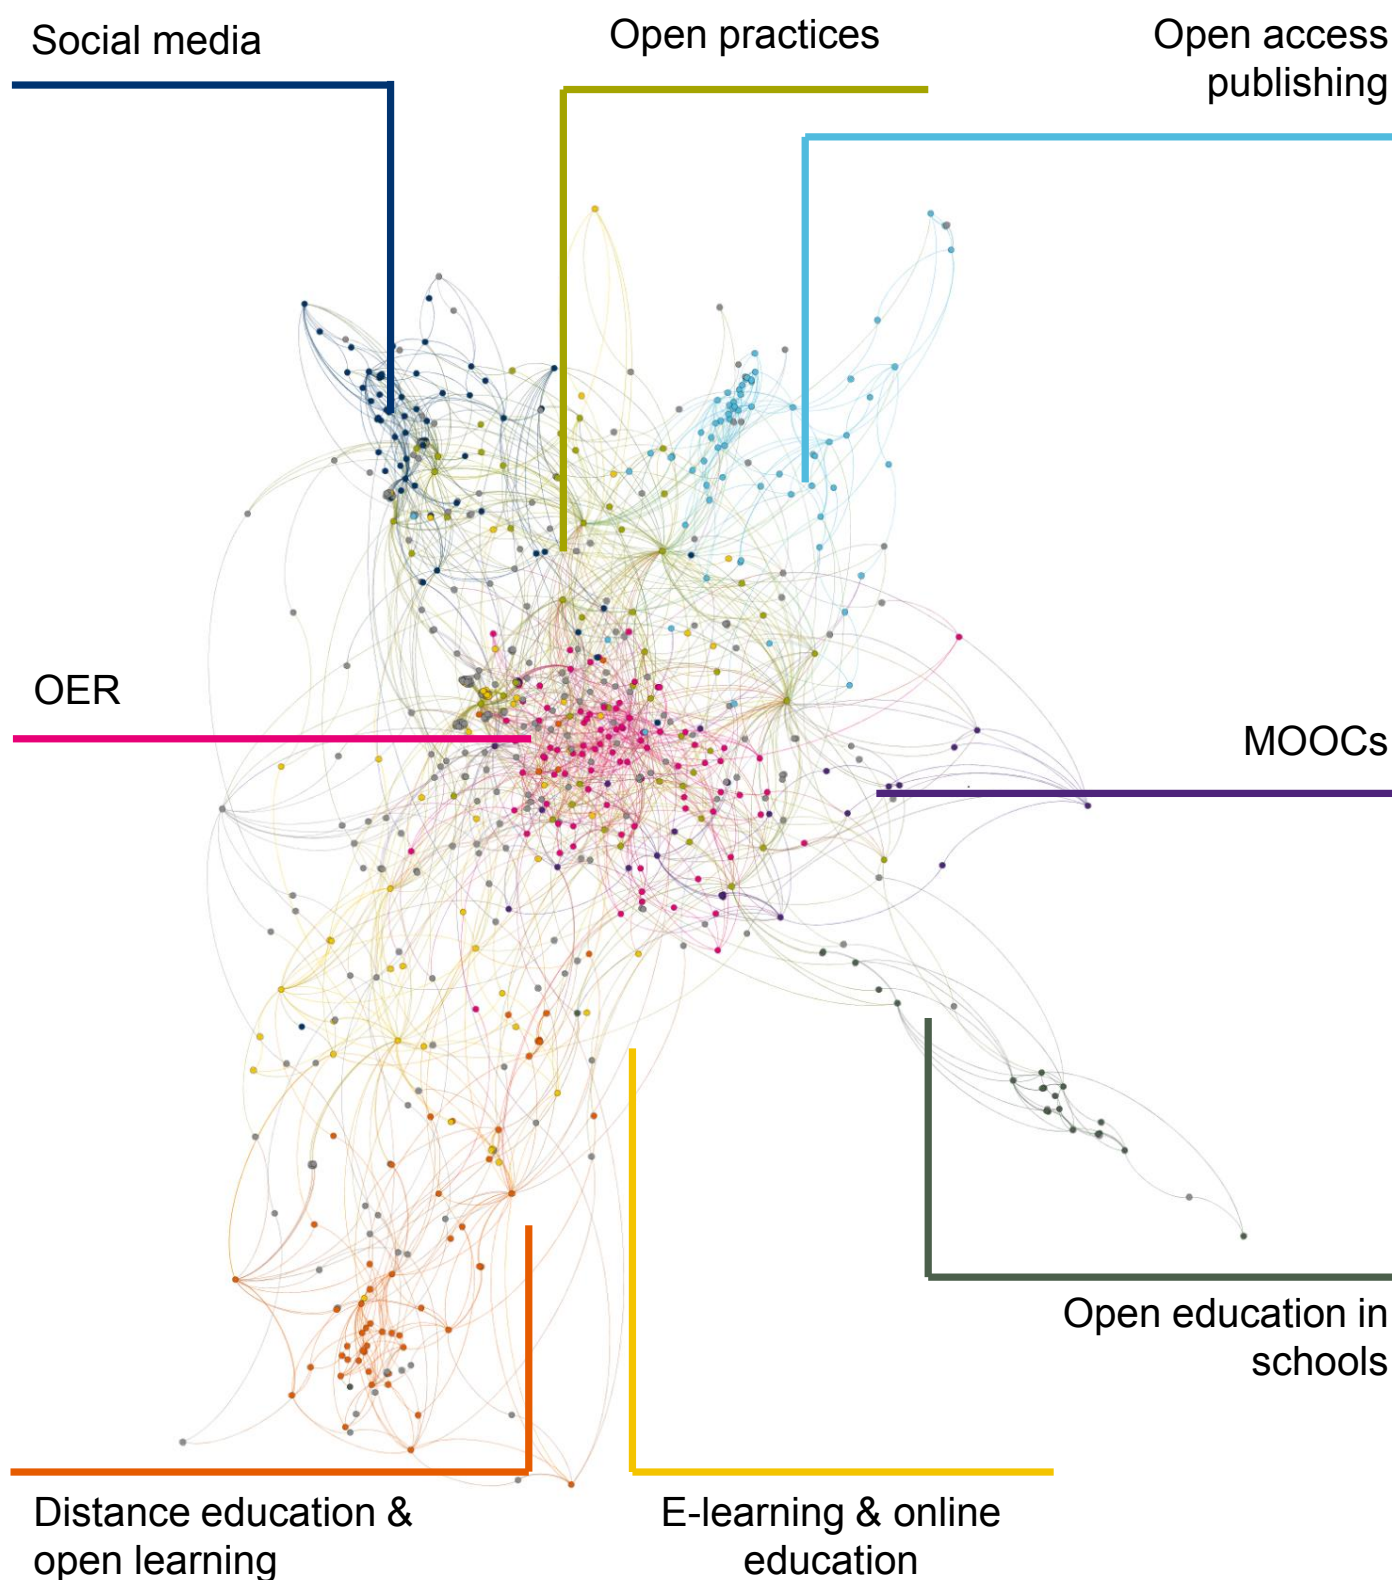 Social media
Open practices
Open access
publishing
OER
MOOCs
Open education in
schools
Distance education &
open learning
E-learning & online
education